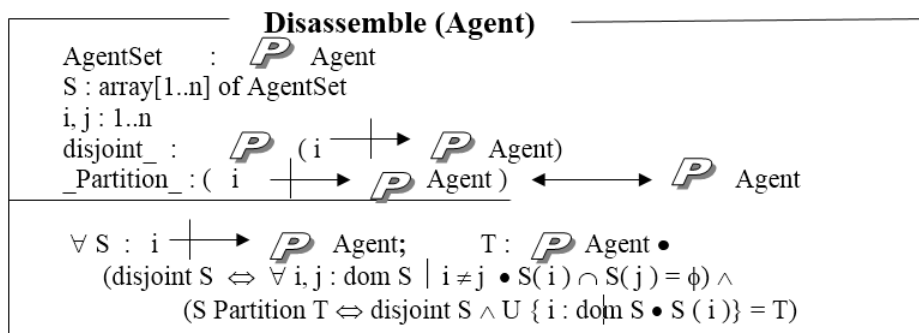 Disassemble (Agent)
AgentSet : P Agent
S : array[1..n] of AgentSet
i, j : 1..n
disjoint_ : P ( i ⇸ P Agent)
_Partition_ : ( i ⇸ P Agent ) ↔ P Agent
∀ S : i ⇸ P Agent; T : P Agent •
(disjoint S ⇔ ∀ i, j : dom S | i ≠ j • S( i ) ∩ S( j ) = ϕ) ∧
(S Partition T ⇔ disjoint S ∧ U { i : dom S • S ( i )} = T)